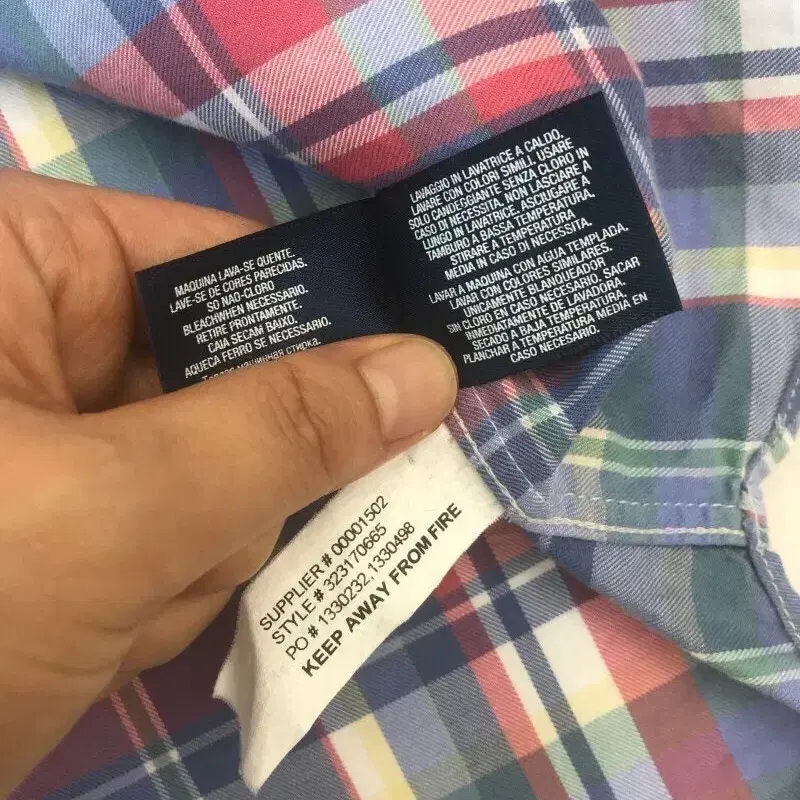 MAQUINA LAVA-SE QUENTE.
LAVE-SE DE CORES PARECIDAS.
SO NAO-CLORO
BLEACHWHEN NECESSARIO.
RETIRE PRONTAMENTE.
CAIA SECAM BAIXO.
AQUECA FERRO SE NECESSARIO.
машинная стирка.
LAVAGGIO IN LAVATRICE A CALDO.
LAVARE CON COLORI SIMILI. USARE
SOLO CANDEGGIANTE SENZA CLORO IN
CASO DI NECESSITA. NON LASCIARE A
LUNGO IN LAVATRICE, ASCINGARE A
TAMBURO A BASSA TEMPERATURA.
STIRARE A TEMPERATURA
MEDIA IN CASO DI NECESSITA.
LAVAR A MAQUINA CON AGUA TEMPLADA.
LAVAR CON COLORES SIMILARES.
UNICAMENTE BLANQUEADOR
SIN CLORO EN CASO NECESARIO, SACAR
INMEDIATAMENTE DE LAVADORA.
SECADO A BAJA TEMPERATURA.
PLANCHAR A TEMPERATURA MEDIA EN
CASO NECESARIO.
SUPPLIER # 00001502
STYLE # 323170665
PO # 1330232,1330498
KEEP AWAY FROM FIRE